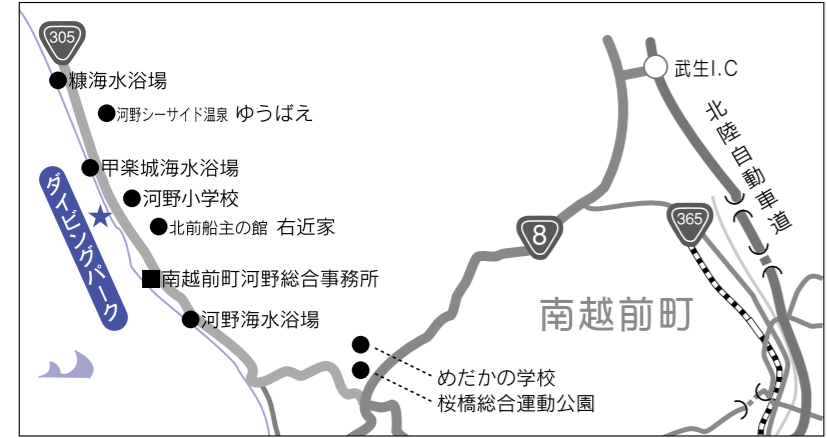 305
糠海水浴場
河野シーサイド温泉 ゆうばえ
甲楽城海水浴場
河野小学校
北前船主の館 右近家
ダイビングパーク
南越前町河野総合事務所
河野海水浴場
めだかの学校
桜橋総合運動公園
8
南越前町
365
武生I.C
北陸自動車道